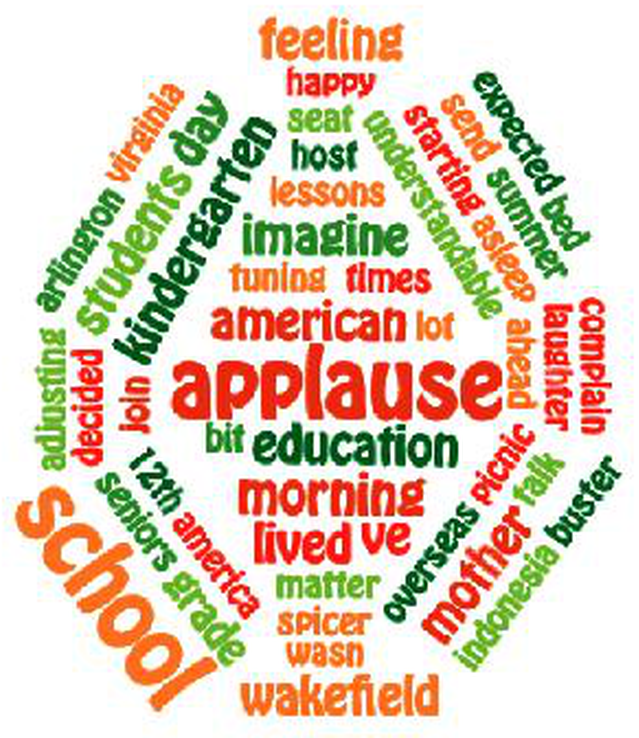 feeling
happy
seat
host
lessons
imagine
tuning times
american lot
applause
bit education
morning
lived ve
matter
spicer
wasn
wakefield
arlington virginia
students day
kindergarten
adjusting
decided
join
expected bed
send summer
starting asleep
understandable
ahead
laughter
complain
12th america
seniors grade
school
overseas picnic
mother talk
indonesia buster